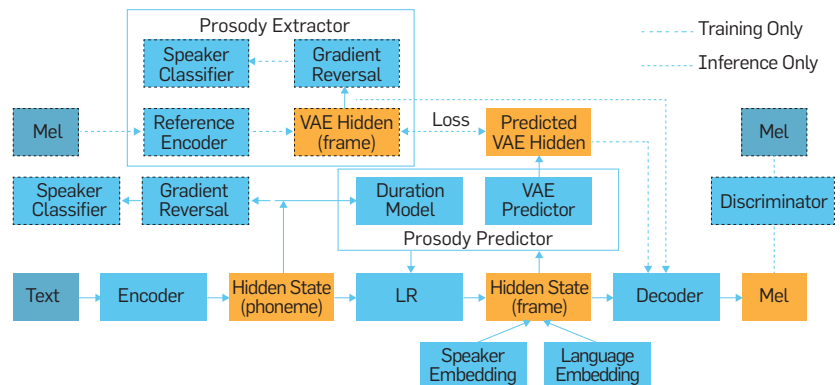 Prosody Extractor
Training Only
Inference Only
Speaker
Classifier
Gradient
Reversal
Mel
Reference
Encoder
VAE Hidden
(frame)
Loss
Predicted
VAE Hidden
Mel
Speaker
Classifier
Gradient
Reversal
Duration
Model
VAE
Predictor
Discriminator
Prosody Predictor
Text
Encoder
Hidden State
(phoneme)
LR
Hidden State
(frame)
Decoder
Mel
Speaker
Embedding
Language
Embedding